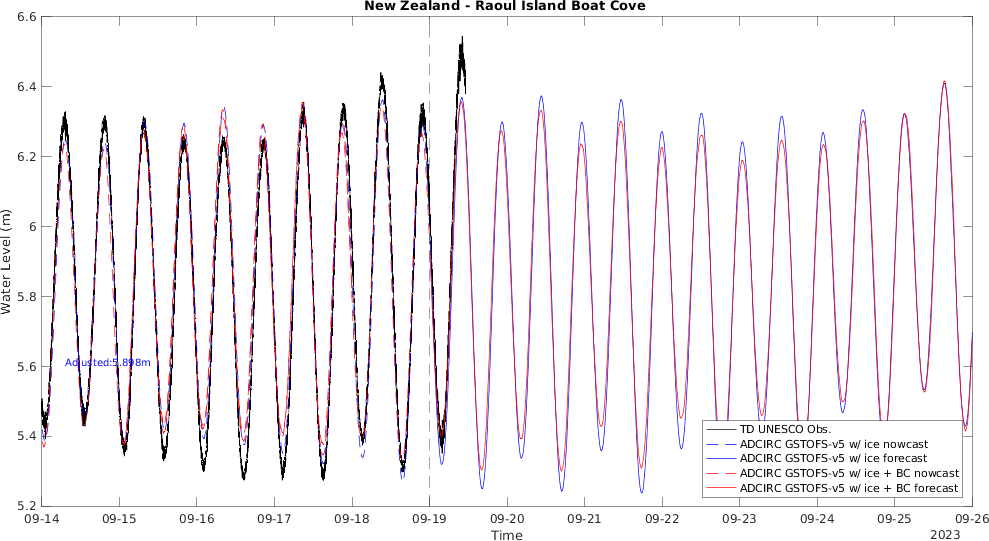 New Zealand - Raoul Island Boat Cove
6.6
6.4
6.2
6
5.8
5.6
5.4
5.2
Water Level (m)
Adjusted:5.898m
TD UNESCO Obs.
ADCIRC GSTOFS-v5 w/ ice nowcast
ADCIRC GSTOFS-v5 w/ ice forecast
ADCIRC GSTOFS-v5 w/ ice + BC nowcast
ADCIRC GSTOFS-v5 w/ ice + BC forecast
09-14 09-15 09-16 09-17 09-18 09-19 09-20 09-21 09-22 09-23 09-24 09-25 09-26
Time
2023